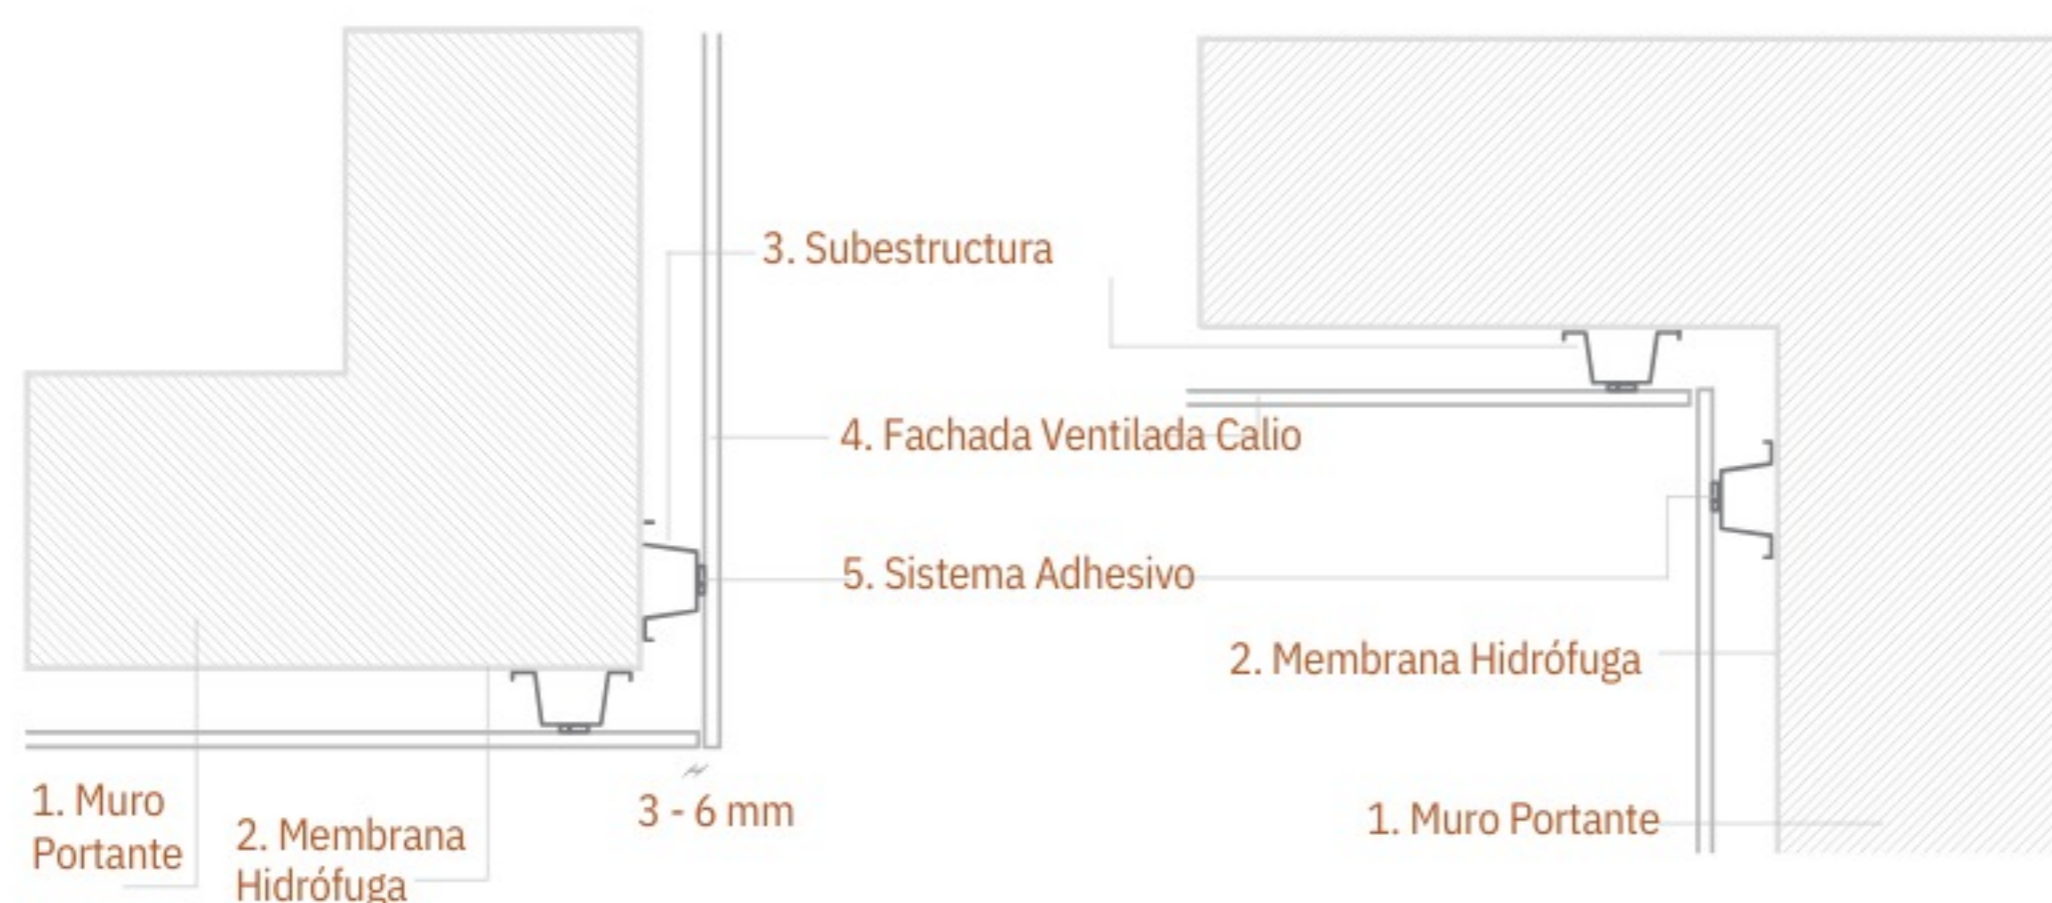 3. Subestructura
4. Fachada Ventilada Calio
5. Sistema Adhesivo
2. Membrana Hidrófuga
1. Muro
Portante
2. Membrana
Hidrófuga
3 - 6 mm
1. Muro Portante